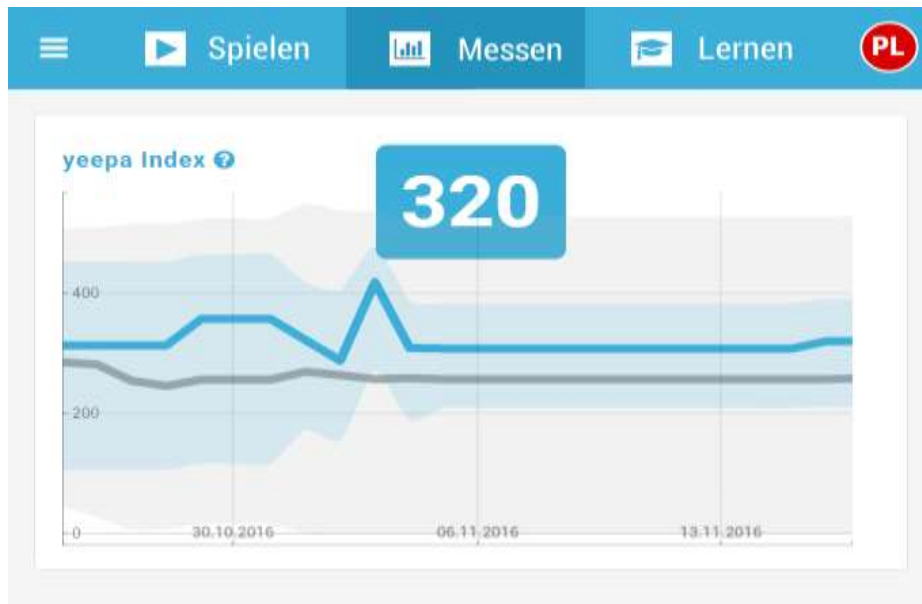 Spielen Messen Lernen PL
yeepa Index ?
320
400
200
0
30.10.2016 06.11.2016 13.11.2016